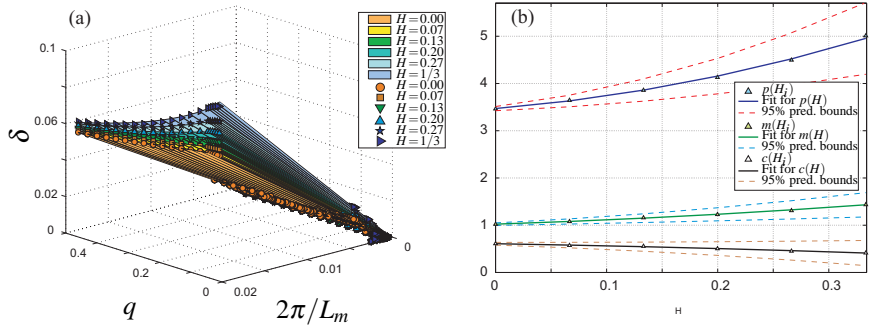 (a)
0.1
0.06
0.02
0
δ
0.4
0.2
0
q
0.02
0.01
0
2π/L_m
H = 0.00
H = 0.07
H = 0.13
H = 0.20
H = 0.27
H = 1/3
H = 0.00
H = 0.07
H = 0.13
H = 0.20
H = 0.27
H = 1/3
(b)
5
4
3
2
1
0
p(H_i)
Fit for p(H)
95% pred. bounds
m(H_i)
Fit for m(H)
95% pred. bounds
c(H_i)
Fit for c(H)
95% pred. bounds
0
0.1
0.2
0.3
H